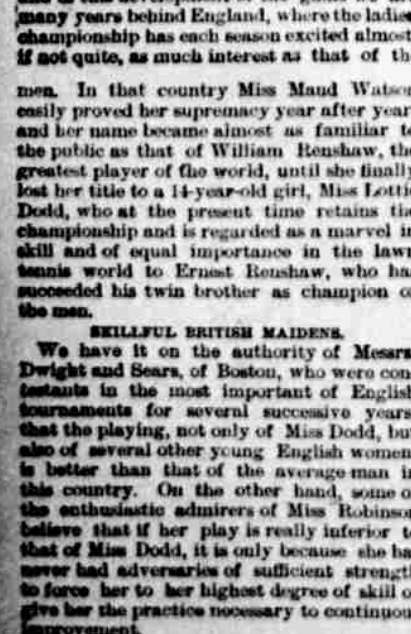 many years behind England, where the ladies
championship has each season excited almost
if not quite, as much interest as that of the
men. In that country Miss Maud Watson
easily proved her supremacy year after year
and her name became almost as familiar to
the public as that of William Renshaw, the
greatest player of the world, until she finally
lost her title to a 14-year-old girl, Miss Lottie
Dodd, who at the present time retains the
championship and is regarded as a marvel in
skill and of equal importance in the lawn
tennis world to Ernest Renshaw, who ha
succeeded his twin brother as champion o
the men.
SKILLFUL BRITISH MAIDENS.
We have it on the authority of Messrs
Dwight and Sears, of Boston, who were con
testants in the most important of English
tournaments for several successive years
that the playing, not only of Miss Dodd, but
also of several other young English women
is better than that of the average man in
this country. On the other hand, some o
the enthusiastic admirers of Miss Robinson
believe that if her play is really inferior to
that of Miss Dodd, it is only because she ha
never had adversaries of sufficient strength
to force her to her highest degree of skill o
give her the practice necessary to continuou
improvement.